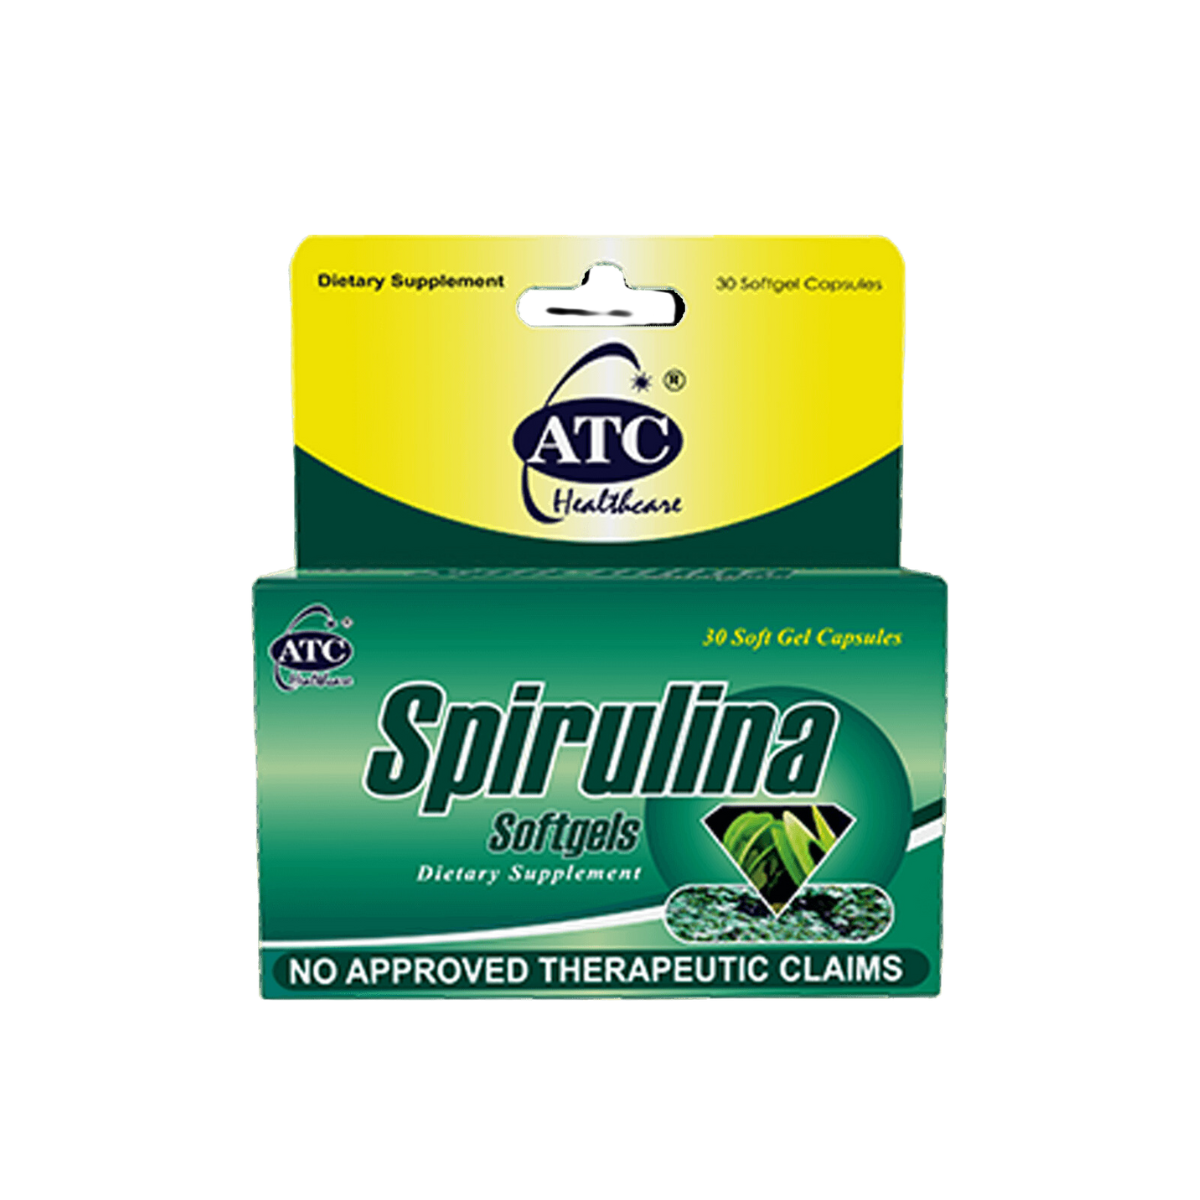 Dietary Supplement
30 Softgel Capsules
®
ATC
Healthcare
ATC
®
Healthcare
30 Soft Gel Capsules
Spirulina
Softgels
Dietary Supplement
NO APPROVED THERAPEUTIC CLAIMS